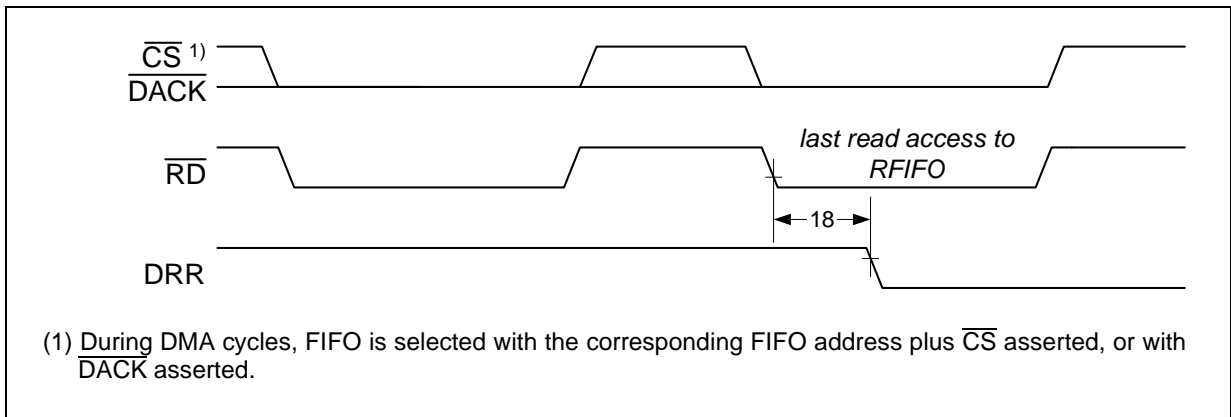 CS 1)
DACK
RD
last read access to
RFIFO
18
DRR
(1) During DMA cycles, FIFO is selected with the corresponding FIFO address plus CS asserted, or with
DACK asserted.